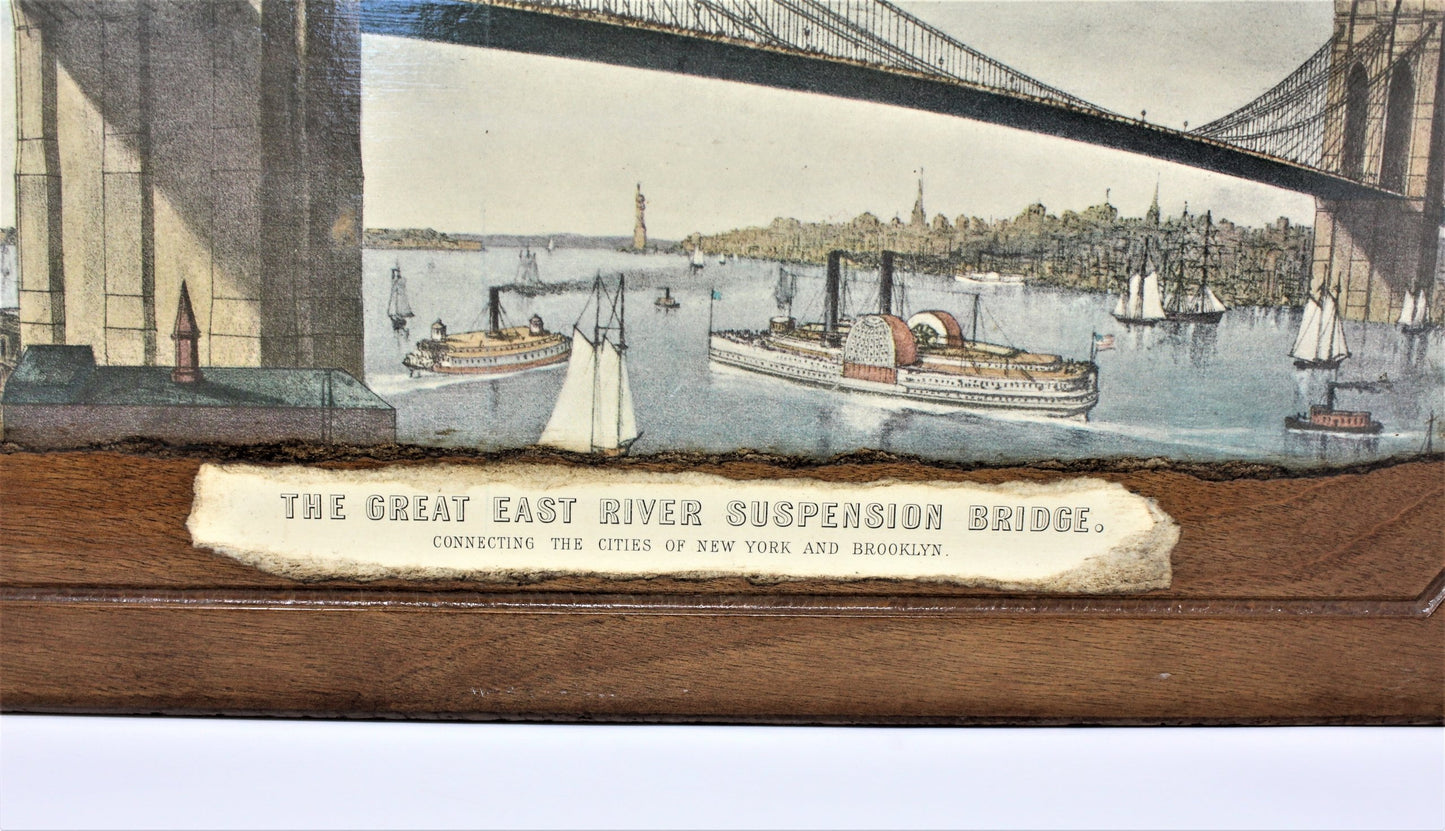 THE GREAT EAST RIVER SUSPENSION BRIDGE.
CONNECTING THE CITIES OF NEW YORK AND BROOKLYN.